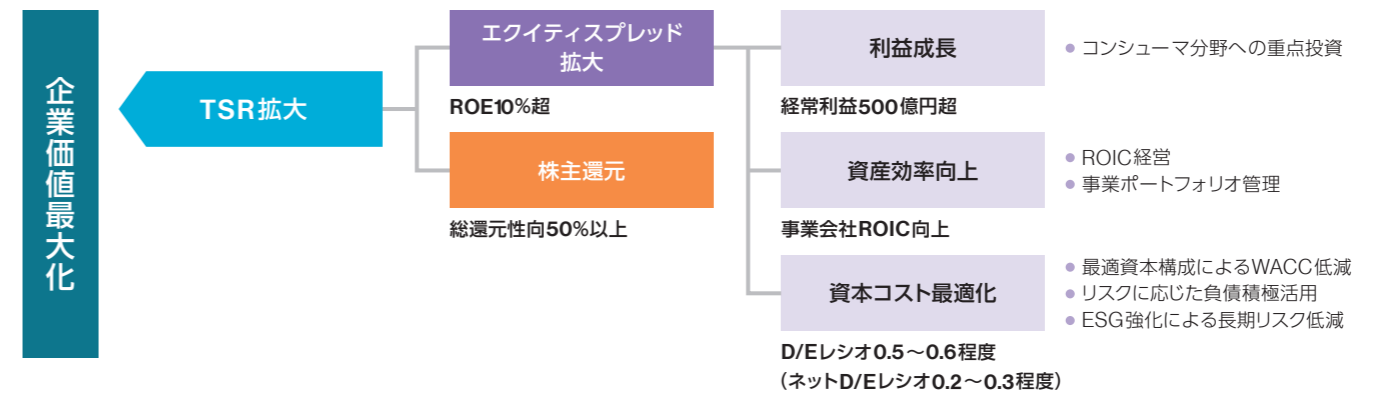 企業価値最大化
TSR拡大
エクイティスプレッド
拡大
ROE10%超
株主還元
総還元性向50%以上
利益成長
経常利益500億円超
• コンシューマ分野への重点投資
資産効率向上
事業会社ROIC向上
• ROIC経営
• 事業ポートフォリオ管理
資本コスト最適化
D/Eレシオ0.5〜0.6程度
（ネットD/Eレシオ0.2〜0.3程度）
• 最適資本構成によるWACC低減
• リスクに応じた負債積極活用
• ESG強化による長期リスク低減